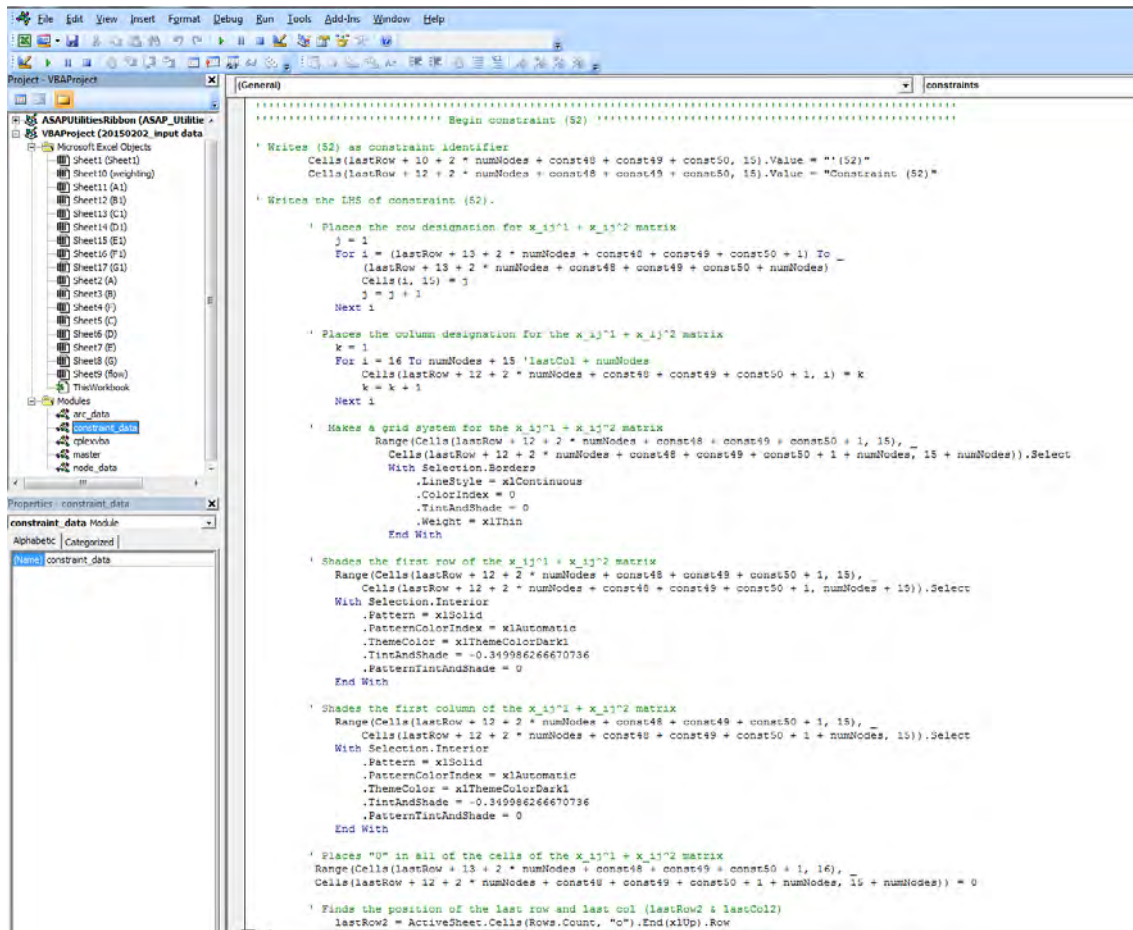 File Edit View Insert Format Debug Run Tools Add-Ins Window Help
Project - VBAProject
ASAPUtilitiesRibbon (ASAP_Utilitie
VBAProject (20150202_input data
Microsoft Excel Objects
Sheet1 (Sheet1)
Sheet10 (weighting)
Sheet11 (A1)
Sheet12 (B1)
Sheet13 (C1)
Sheet14 (D1)
Sheet15 (E1)
Sheet16 (F1)
Sheet17 (G1)
Sheet2 (A)
Sheet3 (B)
Sheet4 (F)
Sheet5 (C)
Sheet6 (D)
Sheet7 (E)
Sheet8 (G)
Sheet9 (flow)
ThisWorkbook
Modules
arc_data
constraint_data
cplexvba
master
node_data
Properties - constraint_data
constraint_data Module
Alphabetic Categorized
(Name) constraint_data
(General) constraints
'''''''''''''''''''''''''''''''''''''''''''''''''''''''''''''''''''''''''''''''''''''''''''''''''''''''''
'''''''''''''''''''''''''''' Begin constraint (52) ''''''''''''''''''''''''''''''''''''''''''''''''''''''
' Writes (52) as constraint identifier
Cells(lastRow + 10 + 2 * numNodes + const48 + const49 + const50, 15).Value = "'(52)"
Cells(lastRow + 12 + 2 * numNodes + const48 + const49 + const50, 15).Value = "Constraint (52)"
' Writes the LHS of constraint (52).
' Places the row designation for x_ij^1 + x_ij^2 matrix
j = 1
For i = (lastRow + 13 + 2 * numNodes + const48 + const49 + const50 + 1) To _
(lastRow + 13 + 2 * numNodes + const48 + const49 + const50 + numNodes)
Cells(i, 15) = j
j = j + 1
Next i
' Places the column designation for the x_ij^1 + x_ij^2 matrix
k = 1
For i = 16 To numNodes + 15 'lastCol + numNodes
Cells(lastRow + 12 + 2 * numNodes + const48 + const49 + const50 + 1, i) = k
k = k + 1
Next i
' Makes a grid system for the x_ij^1 + x_ij^2 matrix
Range(Cells(lastRow + 12 + 2 * numNodes + const48 + const49 + const50 + 1, 15), _
Cells(lastRow + 12 + 2 * numNodes + const48 + const49 + const50 + 1 + numNodes, 15 + numNodes)).Select
With Selection.Borders
.LineStyle = xlContinuous
.ColorIndex = 0
.TintAndShade = 0
.Weight = xlThin
End With
' Shades the first row of the x_ij^1 + x_ij^2 matrix
Range(Cells(lastRow + 12 + 2 * numNodes + const48 + const49 + const50 + 1, 15), _
Cells(lastRow + 12 + 2 * numNodes + const48 + const49 + const50 + 1, numNodes + 15)).Select
With Selection.Interior
.Pattern = xlSolid
.PatternColorIndex = xlAutomatic
.ThemeColor = xlThemeColorDark1
.TintAndShade = -0.349986266670736
.PatternTintAndShade = 0
End With
' Shades the first column of the x_ij^1 + x_ij^2 matrix
Range(Cells(lastRow + 12 + 2 * numNodes + const48 + const49 + const50 + 1, 15), _
Cells(lastRow + 12 + 2 * numNodes + const48 + const49 + const50 + 1 + numNodes, 15)).Select
With Selection.Interior
.Pattern = xlSolid
.PatternColorIndex = xlAutomatic
.ThemeColor = xlThemeColorDark1
.TintAndShade = -0.349986266670736
.PatternTintAndShade = 0
End With
' Places "0" in all of the cells of the x_ij^1 + x_ij^2 matrix
Range(Cells(lastRow + 13 + 2 * numNodes + const48 + const49 + const50 + 1, 16), _
Cells(lastRow + 12 + 2 * numNodes + const48 + const49 + const50 + 1 + numNodes, 15 + numNodes)) = 0
' Finds the position of the last row and last col (lastRow2 & lastCol2)
lastRow2 = ActiveSheet.Cells(Rows.Count, "o").End(xlUp).Row